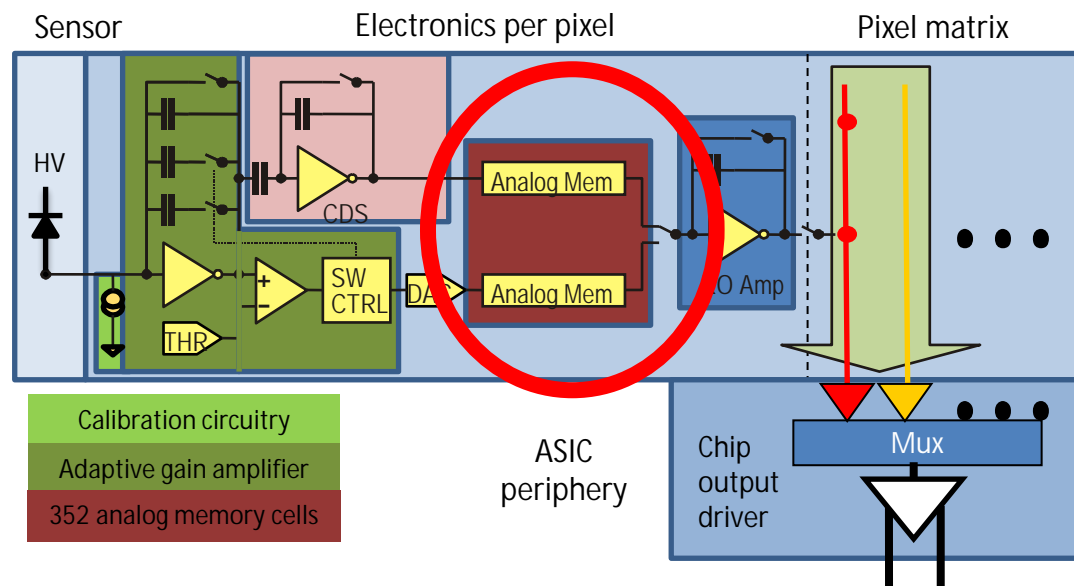 Sensor
Electronics per pixel
Pixel matrix
HV
CDS
Analog Mem
Analog Mem
+
−
SW
CTRL
THR
O Amp
Calibration circuitry
Adaptive gain amplifier
352 analog memory cells
ASIC
periphery
Chip
output
driver
Mux